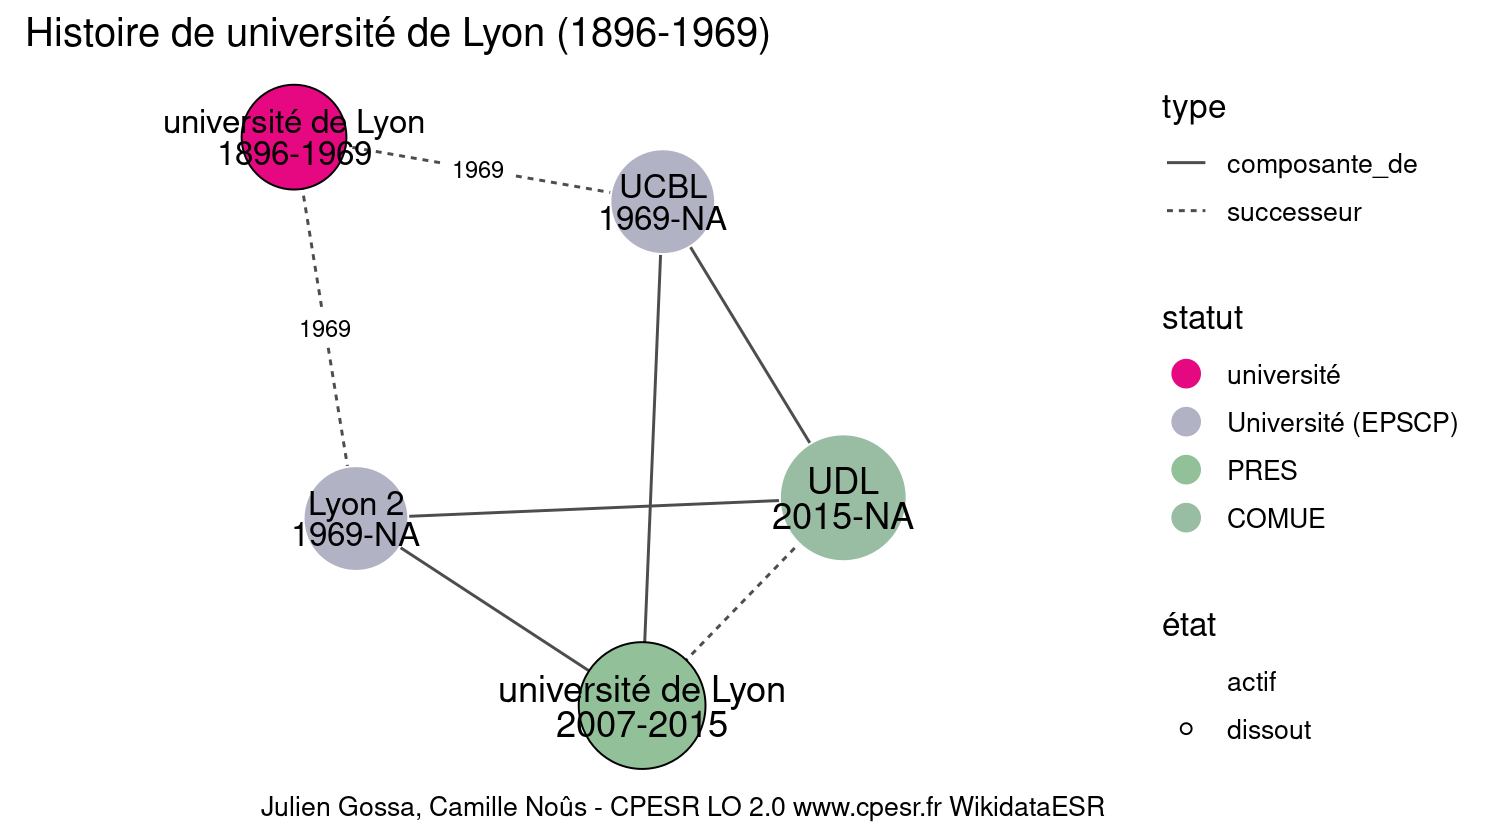 Histoire de université de Lyon (1896-1969)
université de Lyon
1896-1969
1969
UCBL
1969-NA
1969
Lyon 2
1969-NA
UDL
2015-NA
université de Lyon
2007-2015
type
composante_de
successeur
statut
université
Université (EPSCP)
PRES
COMUE
état
actif
dissout
Julien Gossa, Camille Noûs - CPESR LO 2.0 www.cpesr.fr WikidataESR